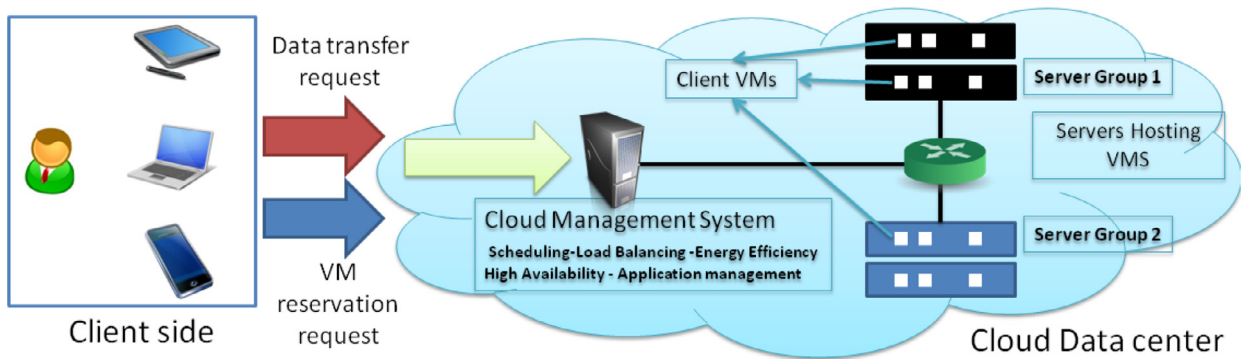 Data transfer
request
VM
reservation
request
Client side
Client VMs
Server Group 1
Servers Hosting
VMS
Cloud Management System
Scheduling-Load Balancing -Energy Efficiency
High Availability - Application management
Server Group 2
Cloud Data center